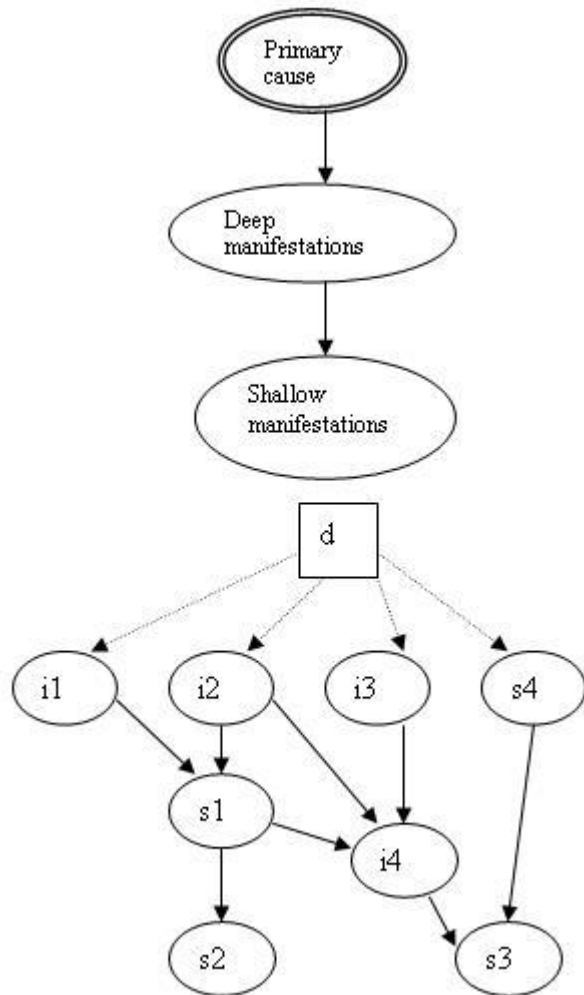 Primary
cause
Deep
manifestations
Shallow
manifestations
d
i1
i2
i3
s4
s1
i4
s2
s3